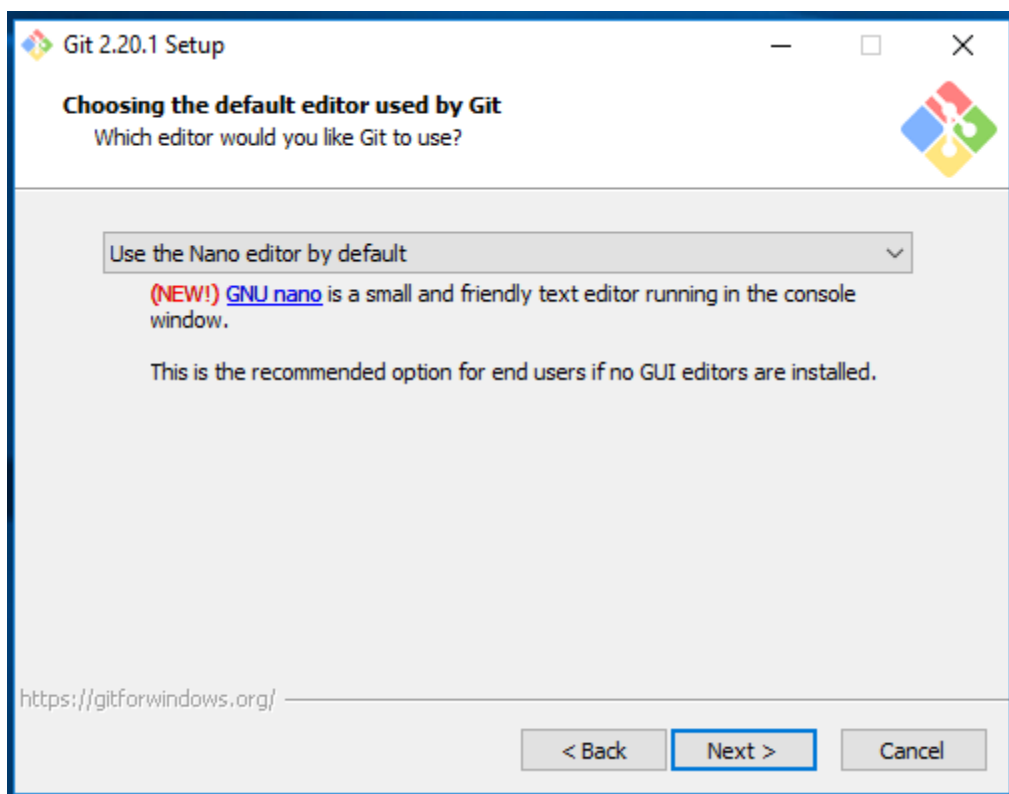 Git 2.20.1 Setup
Choosing the default editor used by Git
Which editor would you like Git to use?
Use the Nano editor by default
(NEW!) GNU nano is a small and friendly text editor running in the console
window.
This is the recommended option for end users if no GUI editors are installed.
https://gitforwindows.org/
< Back Next > Cancel